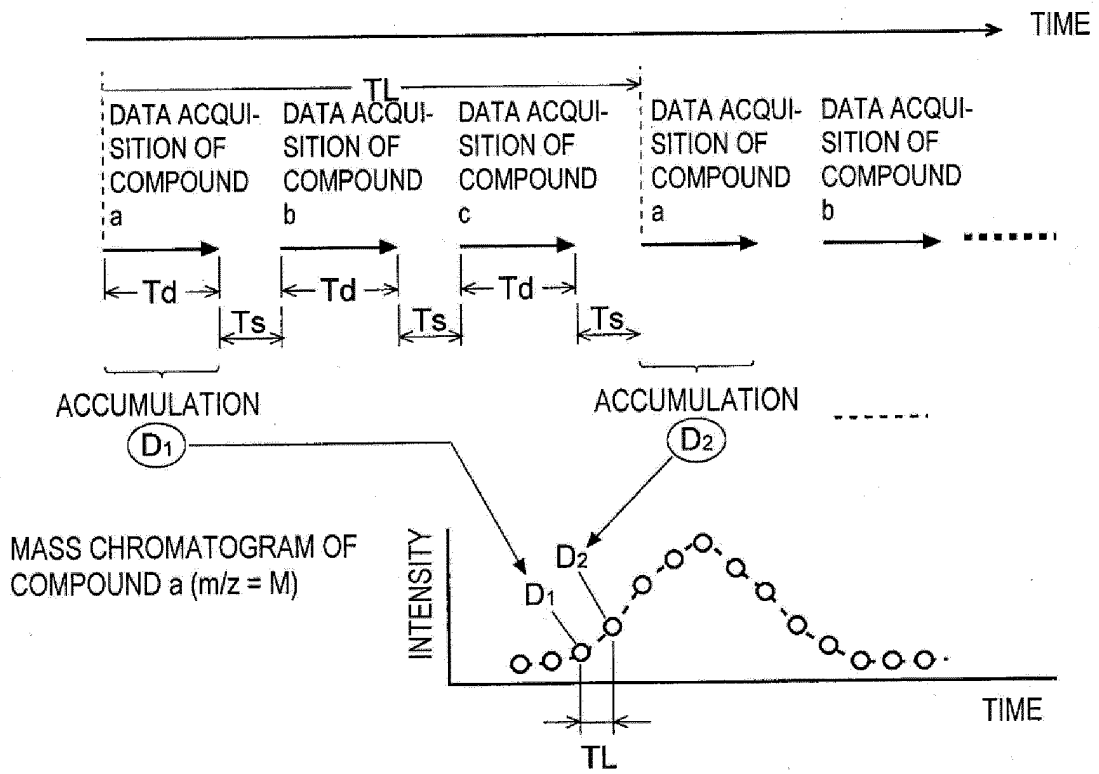 TIME
TL
DATA ACQUI-
SITION OF
COMPOUND
a
DATA ACQUI-
SITION OF
COMPOUND
b
DATA ACQUI-
SITION OF
COMPOUND
c
DATA ACQUI-
SITION OF
COMPOUND
a
DATA ACQUI-
SITION OF
COMPOUND
b
Td
Td
Td
Ts
Ts
Ts
ACCUMULATION
D1
ACCUMULATION
D2
MASS CHROMATOGRAM OF
COMPOUND a (m/z = M)
INTENSITY
D2
D1
TIME
TL